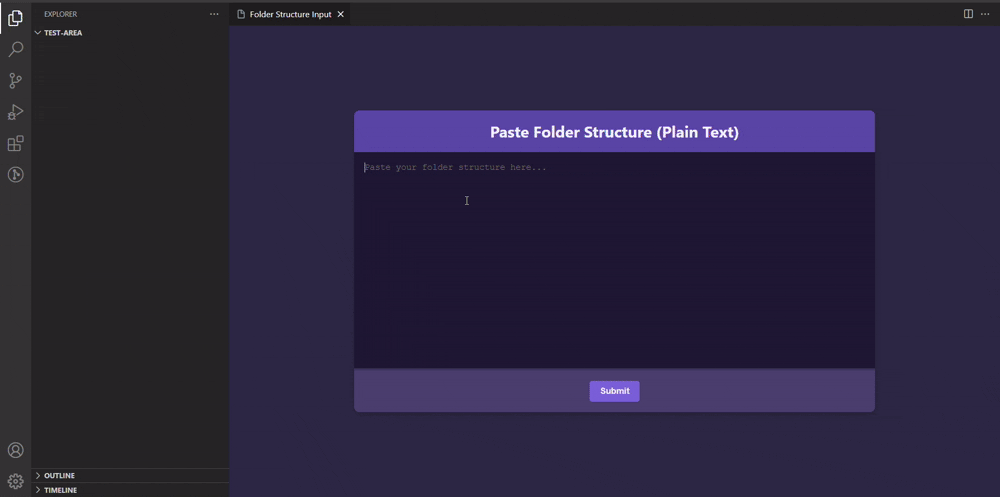 EXPLORER
TEST-AREA
OUTLINE
TIMELINE
Folder Structure Input
Paste Folder Structure (Plain Text)
Paste your folder structure here...
Submit